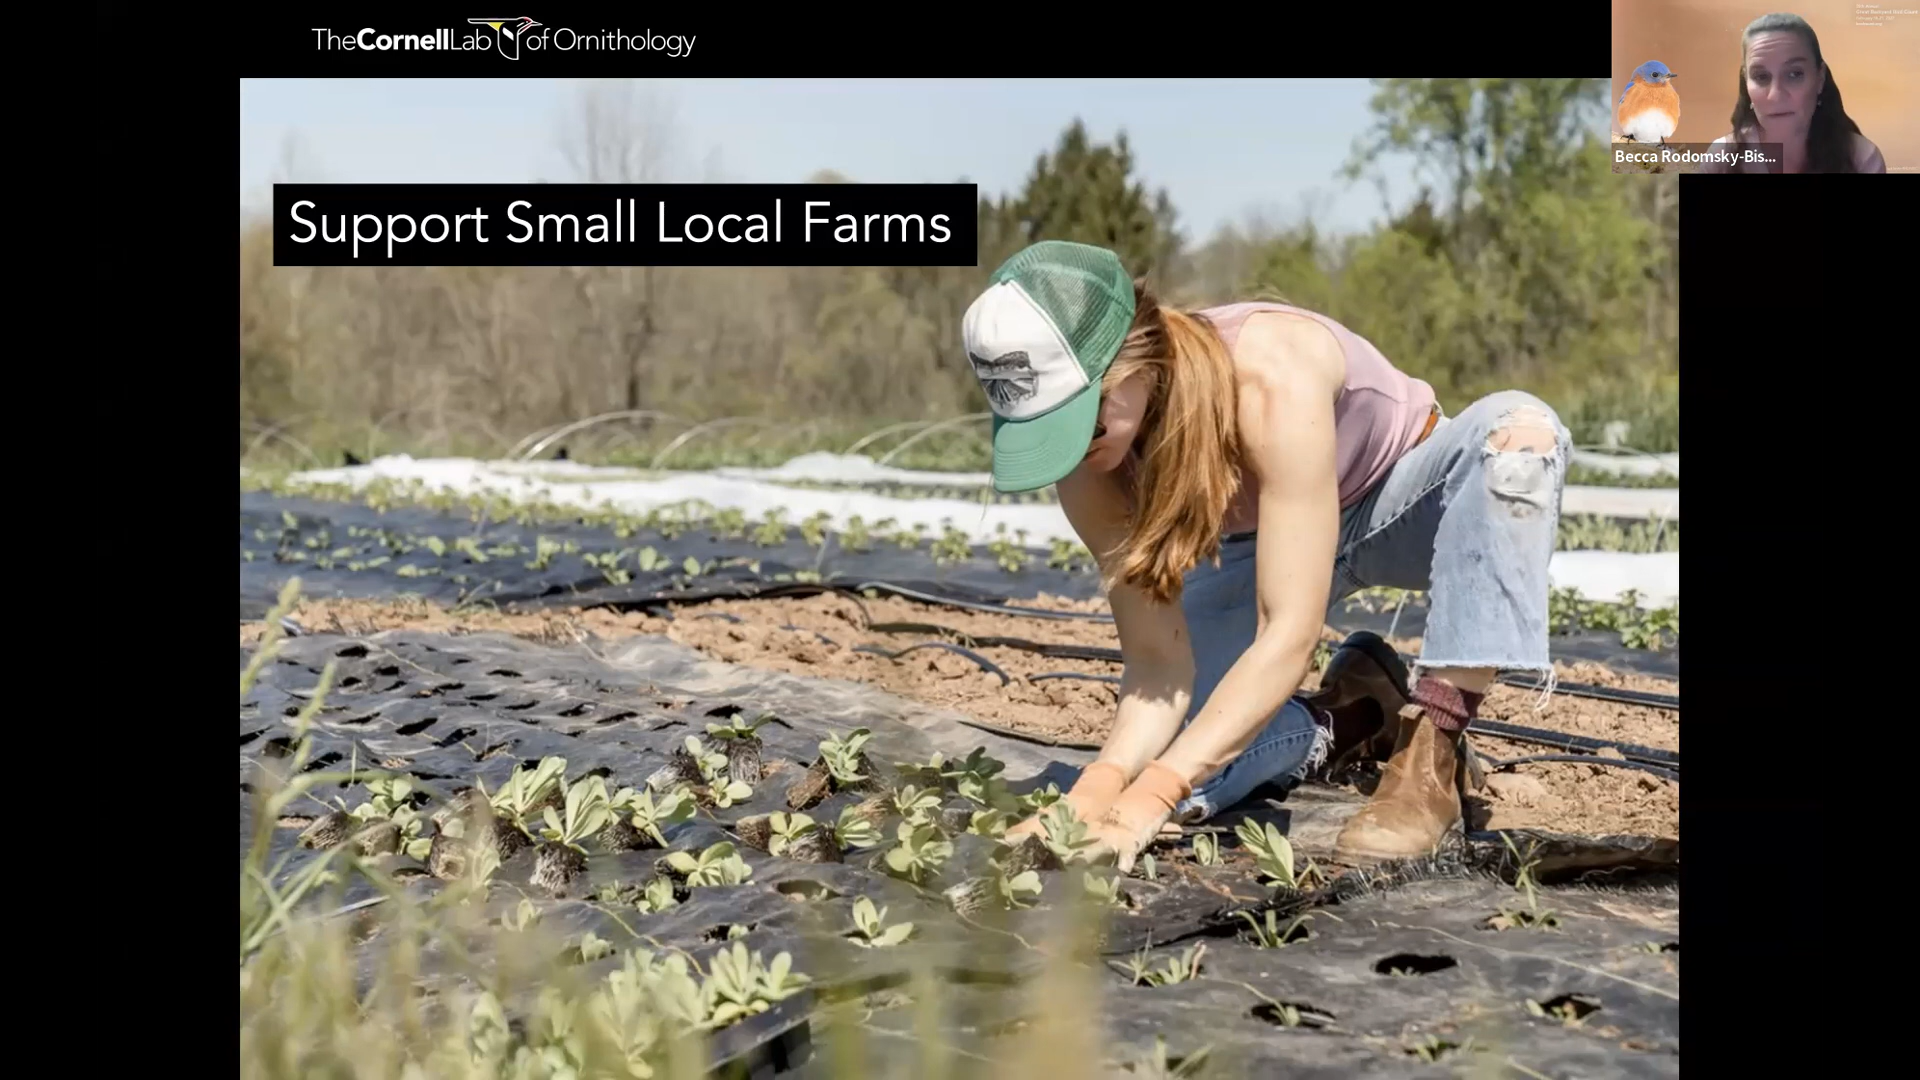 TheCornellLab of Ornithology
Support Small Local Farms
Becca Rodomsky-Bis...